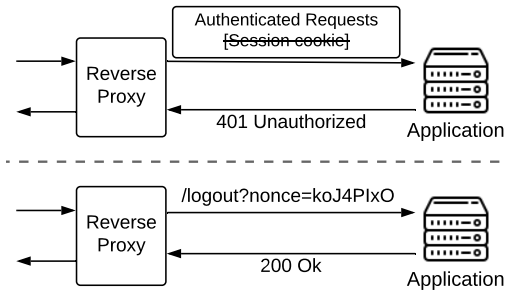 Authenticated Requests
[Session cookie]
Reverse
Proxy
401 Unauthorized
Application
/logout?nonce=koJ4PIxO
Reverse
Proxy
200 Ok
Application